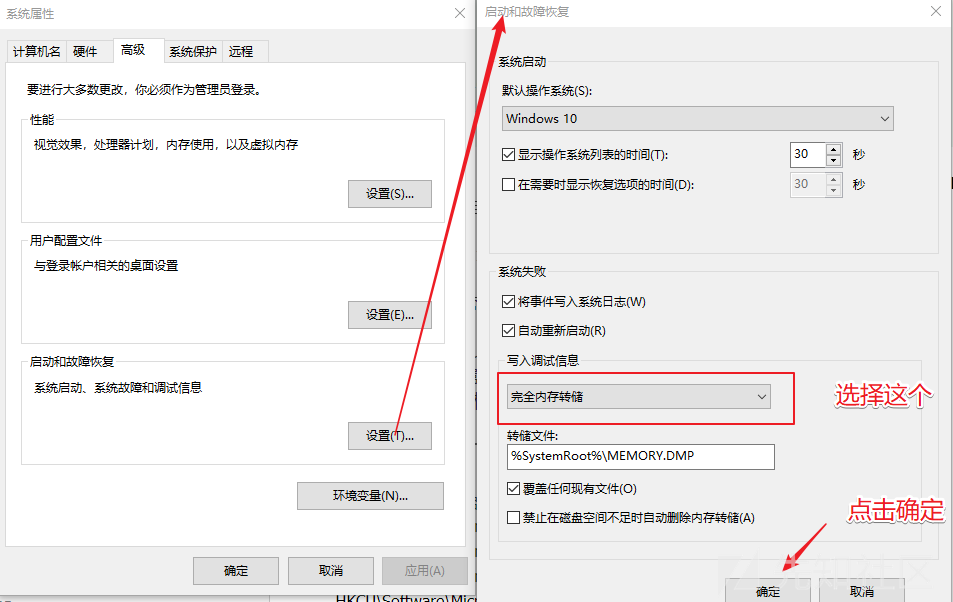 系统属性
计算机名 硬件 高级 系统保护 远程
要进行大多数更改，你必须作为管理员登录。
性能
视觉效果，处理器计划，内存使用，以及虚拟内存
设置(S)...
用户配置文件
与登录帐户相关的桌面设置
设置(E)...
启动和故障恢复
系统启动、系统故障和调试信息
设置(T)...
环境变量(N)...
确定 取消 应用(A)
HKCU\Software\Mic
启动和故障恢复
系统启动
默认操作系统(S):
Windows 10
显示操作系统列表的时间(T): 30 秒
在需要时显示恢复选项的时间(D): 30 秒
系统失败
将事件写入系统日志(W)
自动重新启动(R)
写入调试信息
完全内存转储
选择这个
转储文件:
%SystemRoot%\MEMORY.DMP
覆盖任何现有文件(O)
禁止在磁盘空间不足时自动删除内存转储(A)
点击确定
确定 取消